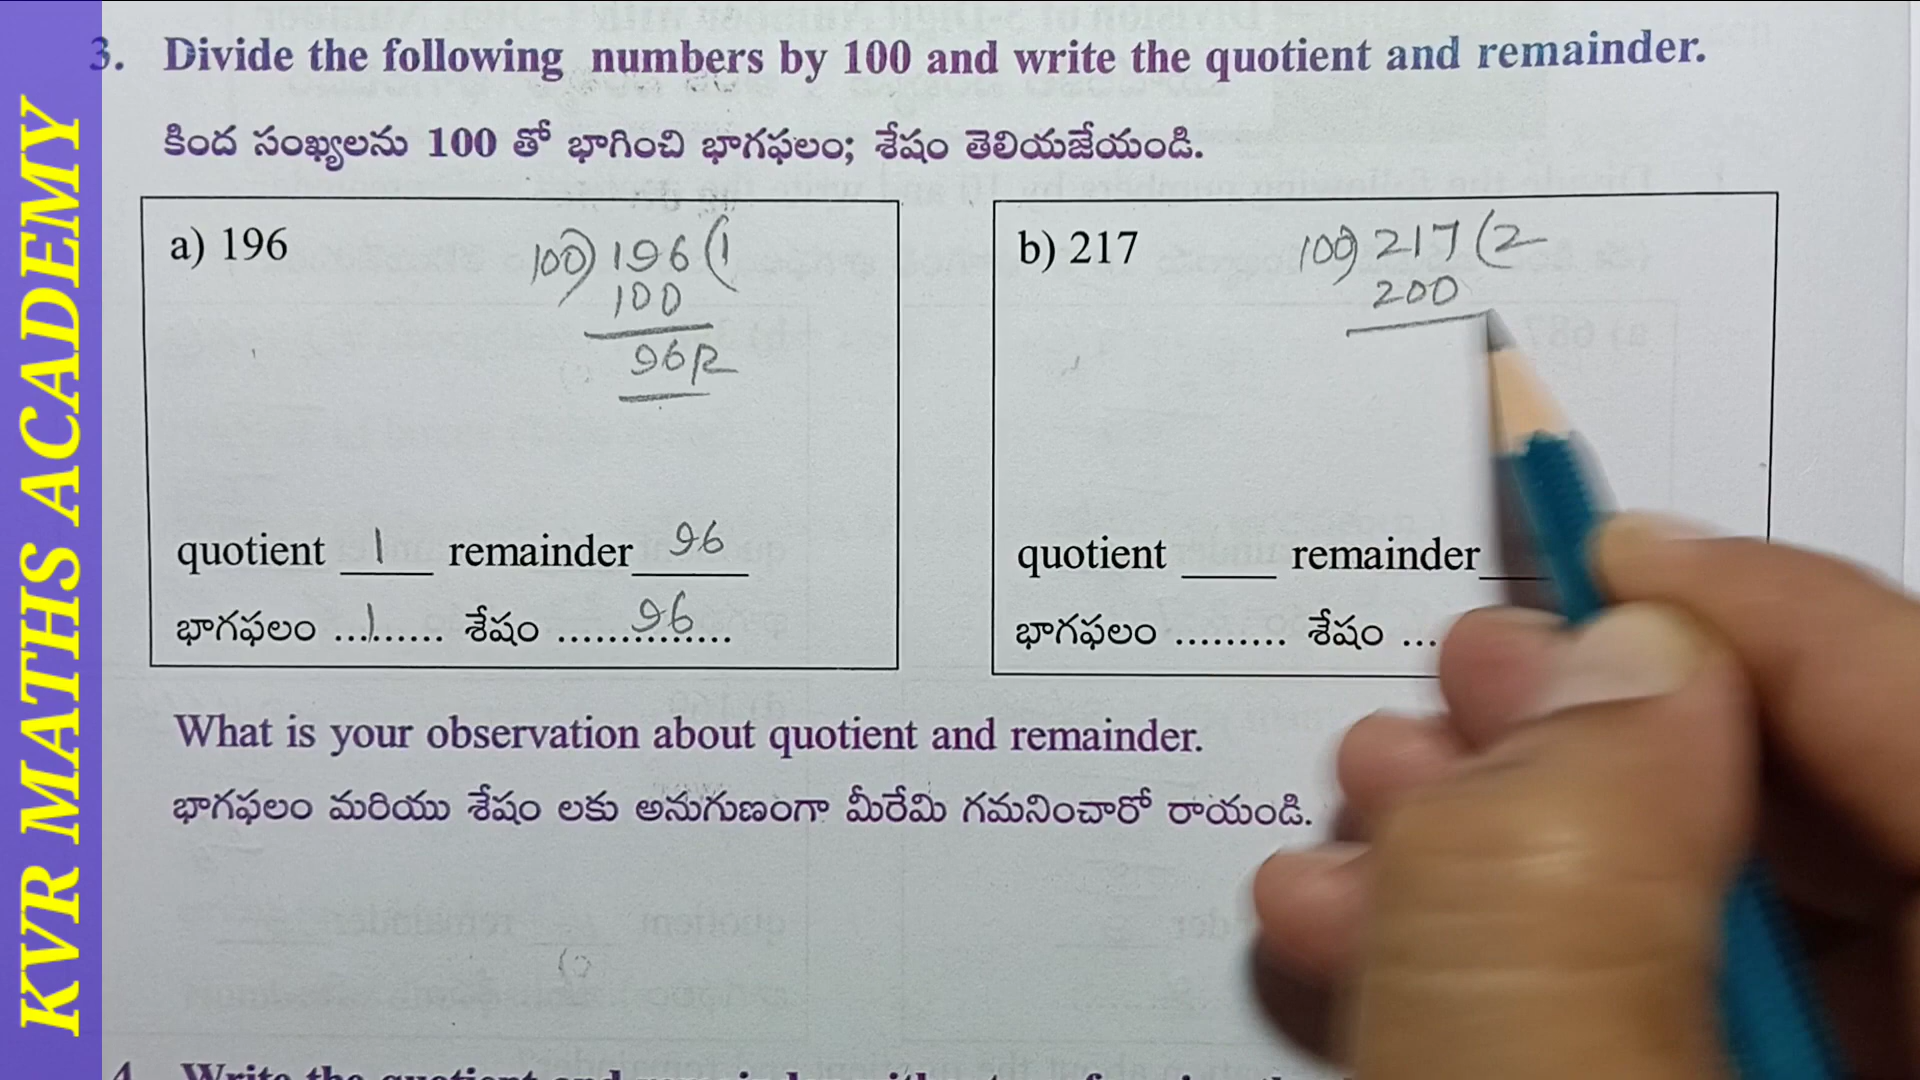 KVR MATHS ACADEMY
3. Divide the following numbers by 100 and write the quotient and remainder.
కింద సంఖ్యలను 100 తో భాగించి భాగఫలం; శేషం తెలియజేయండి.
a) 196
100) 196 (1
100
96R
quotient 1 remainder 96
భాగఫలం ...1...... శేషం .......96.......
b) 217
100) 217 (2
200
quotient ____ remainder
భాగఫలం ......... శేషం ...
What is your observation about quotient and remainder.
భాగఫలం మరియు శేషం లకు అనుగుణంగా మీరేమి గమనించారో రాయండి.